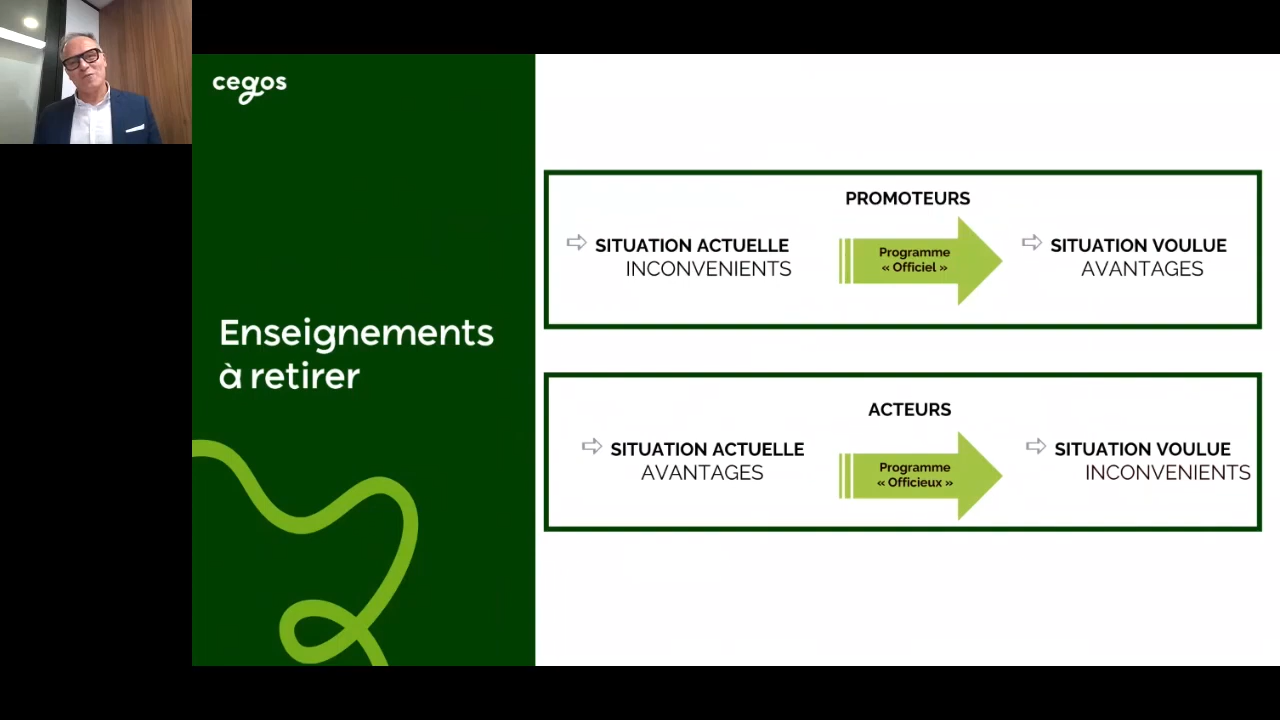 cegos
Enseignements
à retirer
PROMOTEURS
SITUATION ACTUELLE
INCONVENIENTS
Programme
« Officiel »
SITUATION VOULUE
AVANTAGES
ACTEURS
SITUATION ACTUELLE
AVANTAGES
Programme
« Officieux »
SITUATION VOULUE
INCONVENIENTS